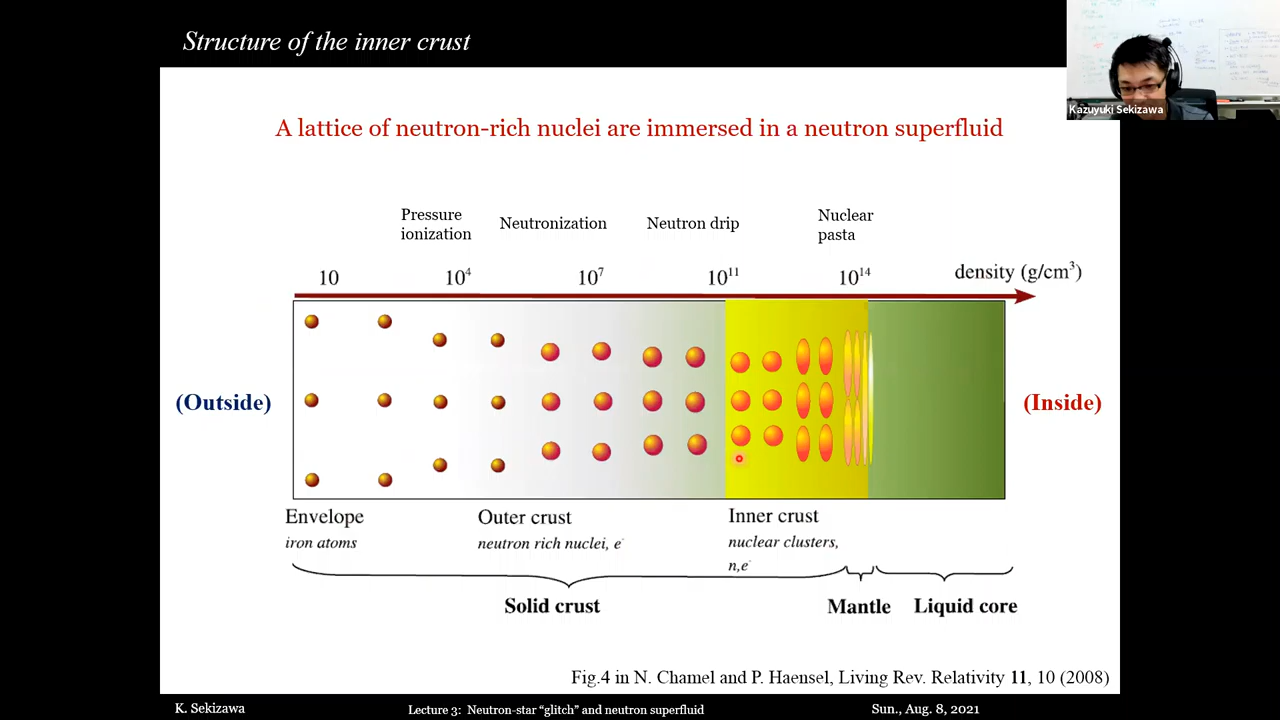 Structure of the inner crust
Kazuyuki Sekizawa
A lattice of neutron-rich nuclei are immersed in a neutron superfluid
Pressure
ionization
Neutronization
Neutron drip
Nuclear
pasta
10
10⁴
10⁷
10¹¹
10¹⁴
density (g/cm³)
(Outside)
(Inside)
Envelope
iron atoms
Outer crust
neutron rich nuclei, e⁻
Inner crust
nuclear clusters,
n,e⁻
Solid crust
Mantle
Liquid core
Fig.4 in N. Chamel and P. Haensel, Living Rev. Relativity 11, 10 (2008)
K. Sekizawa
Lecture 3: Neutron-star “glitch” and neutron superfluid
Sun., Aug. 8, 2021